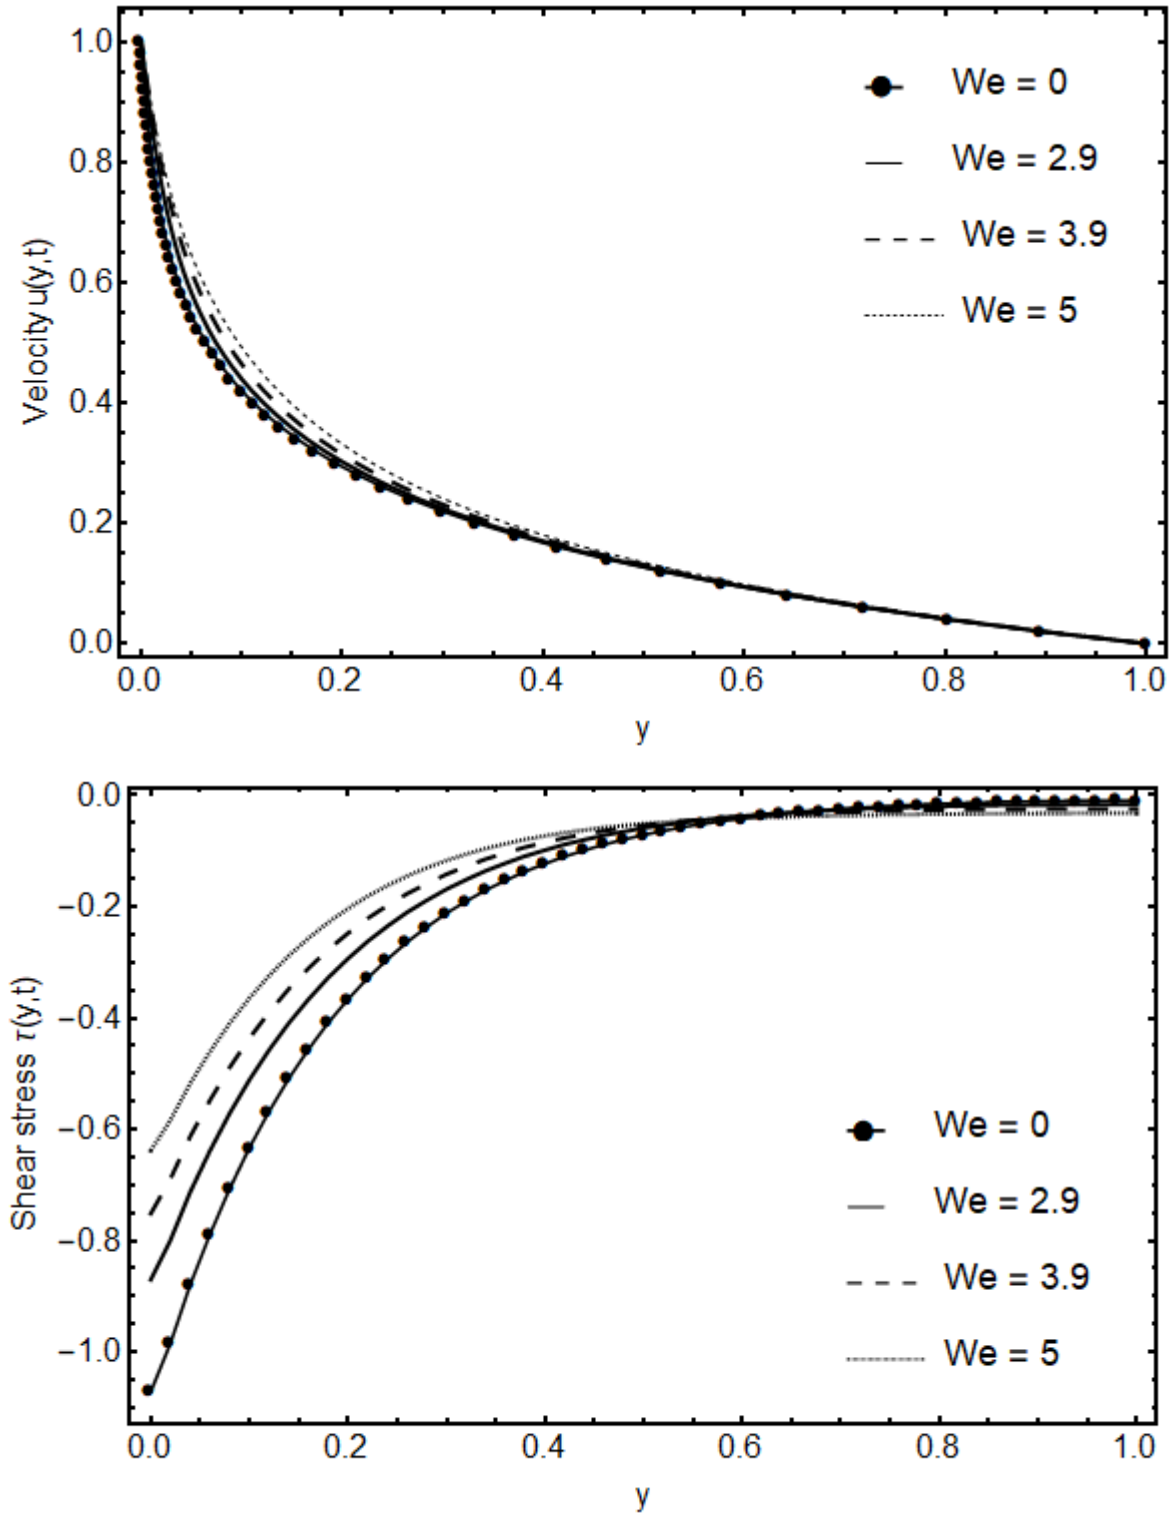 1.0
0.8
0.6
0.4
0.2
0.0
Velocity u(y,t)
We = 0
We = 2.9
We = 3.9
We = 5
0.0 0.2 0.4 0.6 0.8 1.0
y
0.0
−0.2
−0.4
−0.6
−0.8
−1.0
Shear stress τ(y,t)
We = 0
We = 2.9
We = 3.9
We = 5
0.0 0.2 0.4 0.6 0.8 1.0
y